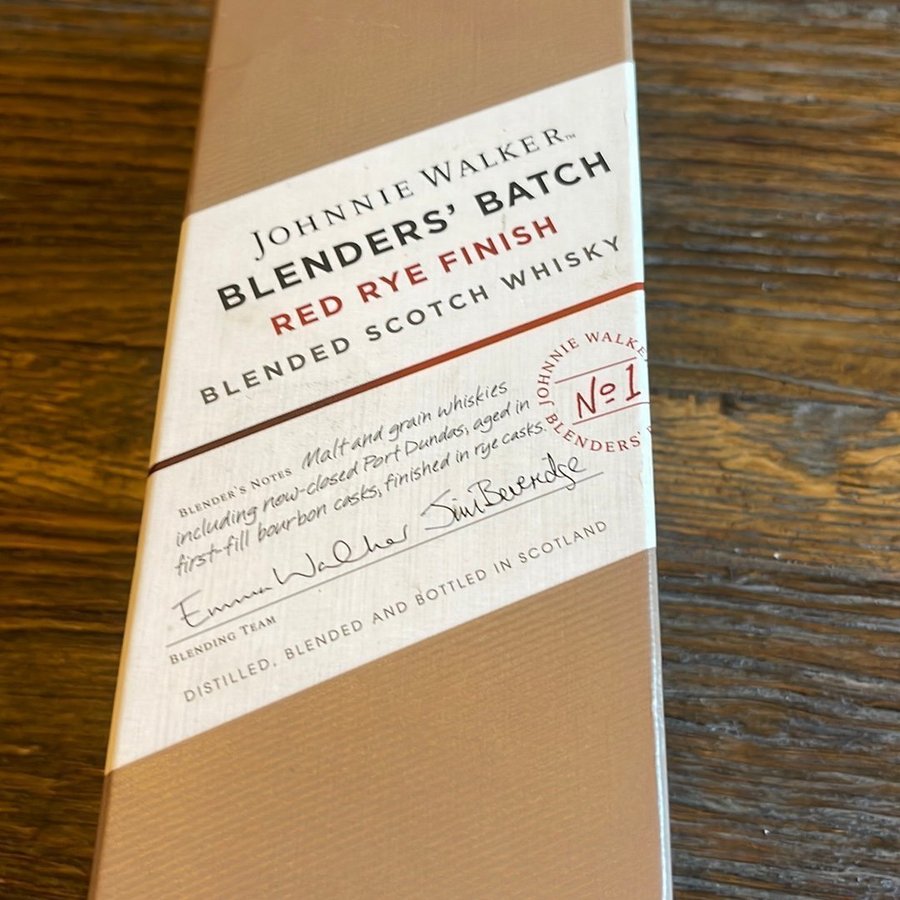 JOHNNIE WALKER™
BLENDERS' BATCH
RED RYE FINISH
BLENDED SCOTCH WHISKY
BLENDER'S NOTES Malt and grain whiskies
including now-closed Port Dundas, aged in
first-fill bourbon casks, finished in rye casks.
JOHNNIE WALKER
Nº1
BLENDERS'
Emma Walker Jim Beveridge
BLENDING TEAM
DISTILLED, BLENDED AND BOTTLED IN SCOTLAND